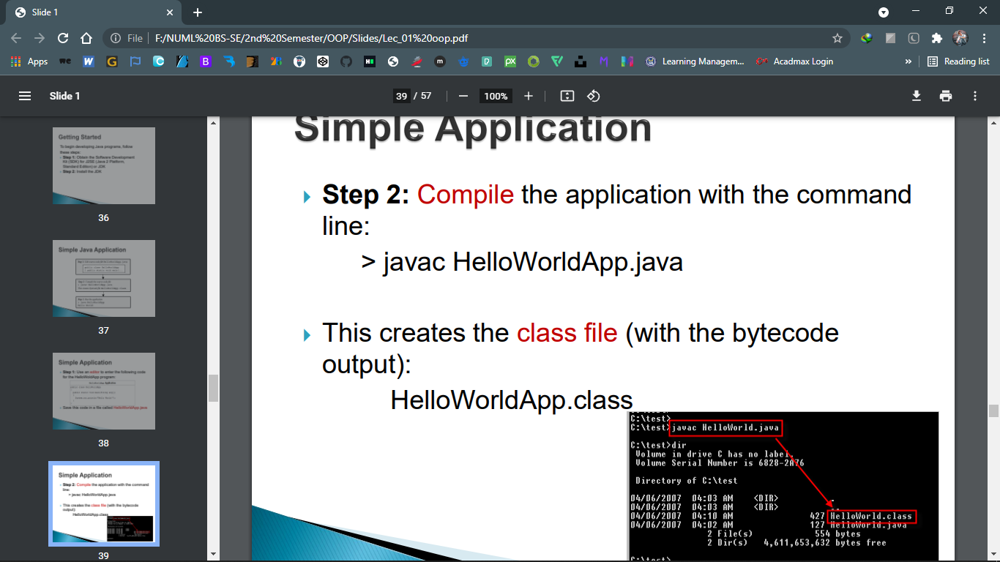 Slide 1
File
F:/NUML%20BS-SE/2nd%20Semester/OOP/Slides/Lec_01%20oop.pdf
Apps
Learning Managem...
Acadmax Login
»
Reading list
Slide 1
39 / 57
100%
Getting Started
To begin developing Java programs, follow
these steps:
Step 1: Obtain the Software Development
Kit (SDK) for J2SE (Java 2 Platform,
Standard Edition) or JDK
Step 2: Install the JDK
36
Simple Java Application
37
Simple Application
Step 1: Use an editor to enter the following code
for the HelloWorldApp program:
Save this code in a file called HelloWorldApp.java
38
Simple Application
Step 2: Compile the application with the command
line:
> javac HelloWorldApp.java
This creates the class file (with the bytecode
output):
HelloWorldApp.class
39
Simple Application
Step 2: Compile the application with the command
line:
> javac HelloWorldApp.java
This creates the class file (with the bytecode
output):
HelloWorldApp.class
C:\test>
C:\test>javac HelloWorld.java
C:\test>dir
Volume in drive C has no label.
Volume Serial Number is 6828-2A76
Directory of C:\test
04/06/2007 04:03 AM <DIR> .
04/06/2007 04:03 AM <DIR> ..
04/06/2007 04:10 AM 427 HelloWorld.class
04/06/2007 04:02 AM 127 HelloWorld.java
2 File(s) 554 bytes
2 Dir(s) 4,611,653,632 bytes free
C:\test>